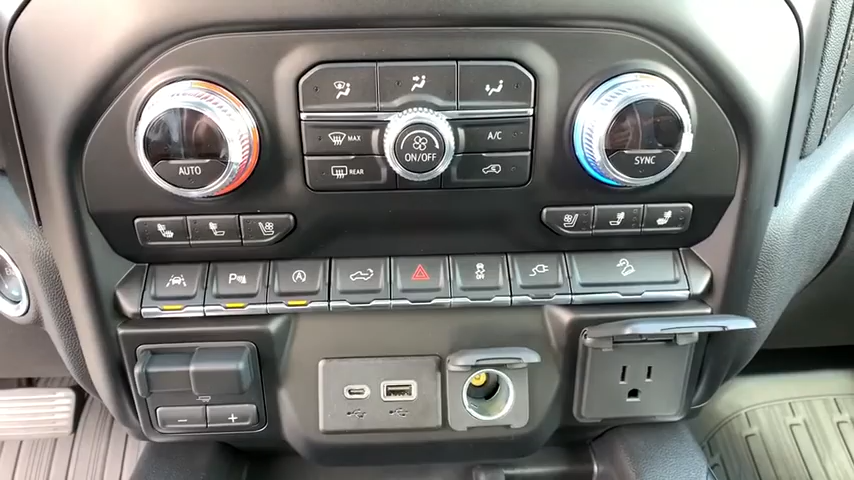 MAX
ON/OFF
A/C
AUTO
REAR
SYNC
P
A
OFF
- +